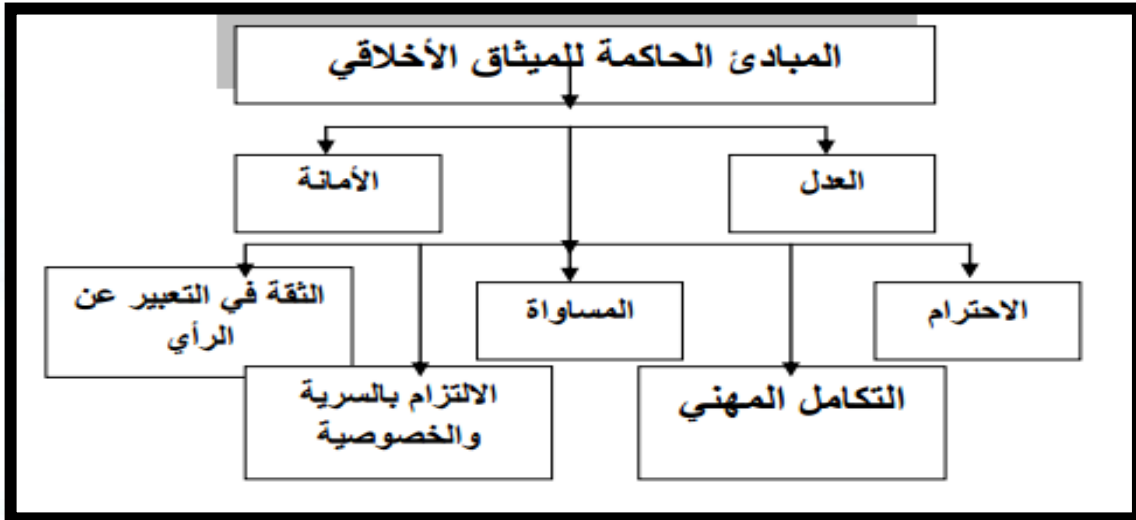 المبادئ الحاكمة للميثاق الأخلاقي
العدل
الأمانة
الاحترام
المساواة
الثقة في التعبير عن
الرأي
التكامل المهني
الالتزام بالسرية
والخصوصية